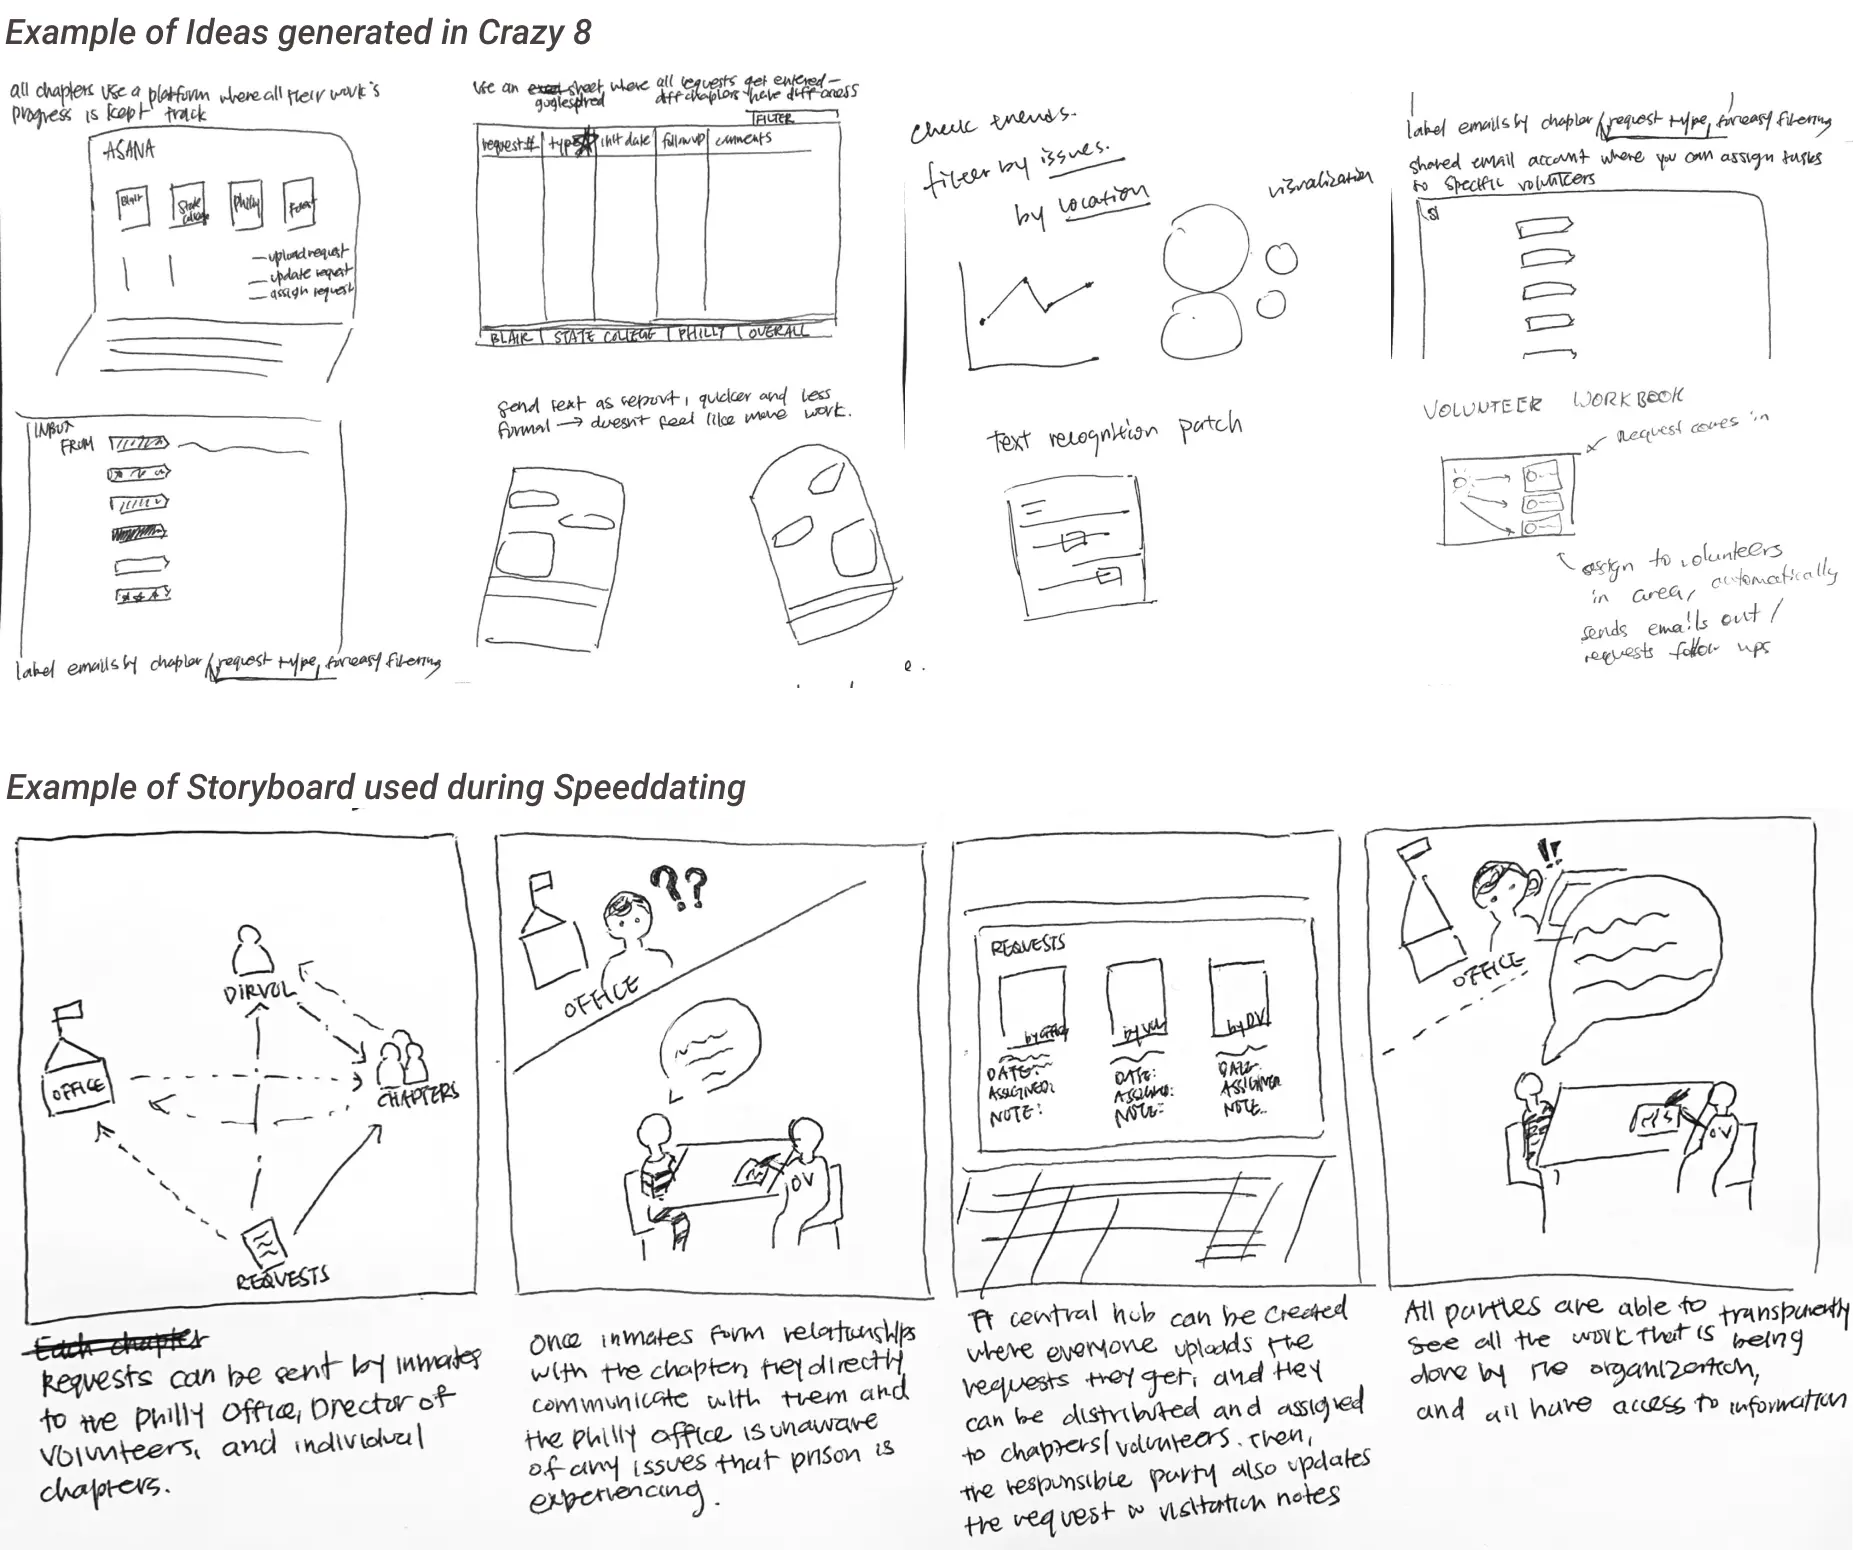 Example of Ideas generated in Crazy 8
all chapters use a platform where all their work's
progress is kept track
ASANA
Blair
State
College
Philly
Forest
— upload request
— update request
— assign request
use an excel sheet where all requests get entered —
diff chapters have diff access
FILTER
request #
type
init date
follow up
comments
BLAIR | STATE COLLEGE | PHILLY | OVERALL
check trends.
filter by issues.
by location
visualization
label emails by chapter / request type, for easy filtering
shared email account where you can assign tasks
to specific volunteers
INBOX
FROM
label emails by chapter / request type, for easy filtering
send text as report, quicker and less
formal → doesn't feel like more work.
Text recognition patch
VOLUNTEER WORKBOOK
Request comes in
assign to volunteers
in area, automatically
sends emails out /
requests follow ups
Example of Storyboard used during Speeddating
DIRVOL
OFFICE
CHAPTERS
REQUESTS
Each chapter
Requests can be sent by inmates
to the Philly Office, Director of
Volunteers, and individual
chapters.
??
OFFICE
OV
Once inmates form relationships
with the chapter, they directly
communicate with them and
the philly office is unaware
of any issues that prison is
experiencing.
REQUESTS
by Office
by Vol
by DV
DATE:
ASSIGNED:
NOTE:
DATE:
ASSIGNED:
NOTE:
DATE:
ASSIGNED
NOTE..
A central hub can be created
where everyone uploads the
requests they get, and they
can be distributed and assigned
to chapters/volunteers. Then,
the responsible party also updates
the request w visitation notes
!!
OFFICE
OV
All parties are able to transparently
see all the work that is being
done by the organization,
and all have access to information